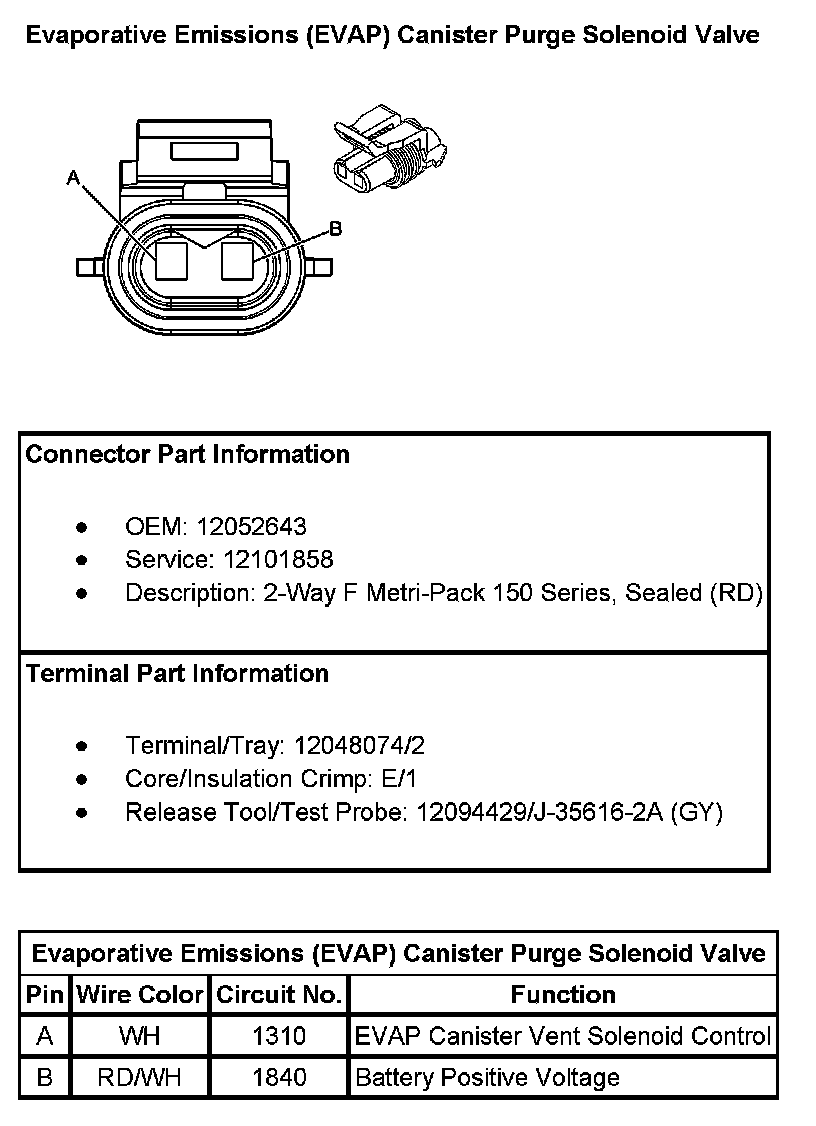 Evaporative Emissions (EVAP) Canister Purge Solenoid Valve
A
B
Connector Part Information
• OEM: 12052643
• Service: 12101858
• Description: 2-Way F Metri-Pack 150 Series, Sealed (RD)
Terminal Part Information
• Terminal/Tray: 12048074/2
• Core/Insulation Crimp: E/1
• Release Tool/Test Probe: 12094429/J-35616-2A (GY)
Evaporative Emissions (EVAP) Canister Purge Solenoid Valve
Pin Wire Color Circuit No. Function
A WH 1310 EVAP Canister Vent Solenoid Control
B RD/WH 1840 Battery Positive Voltage